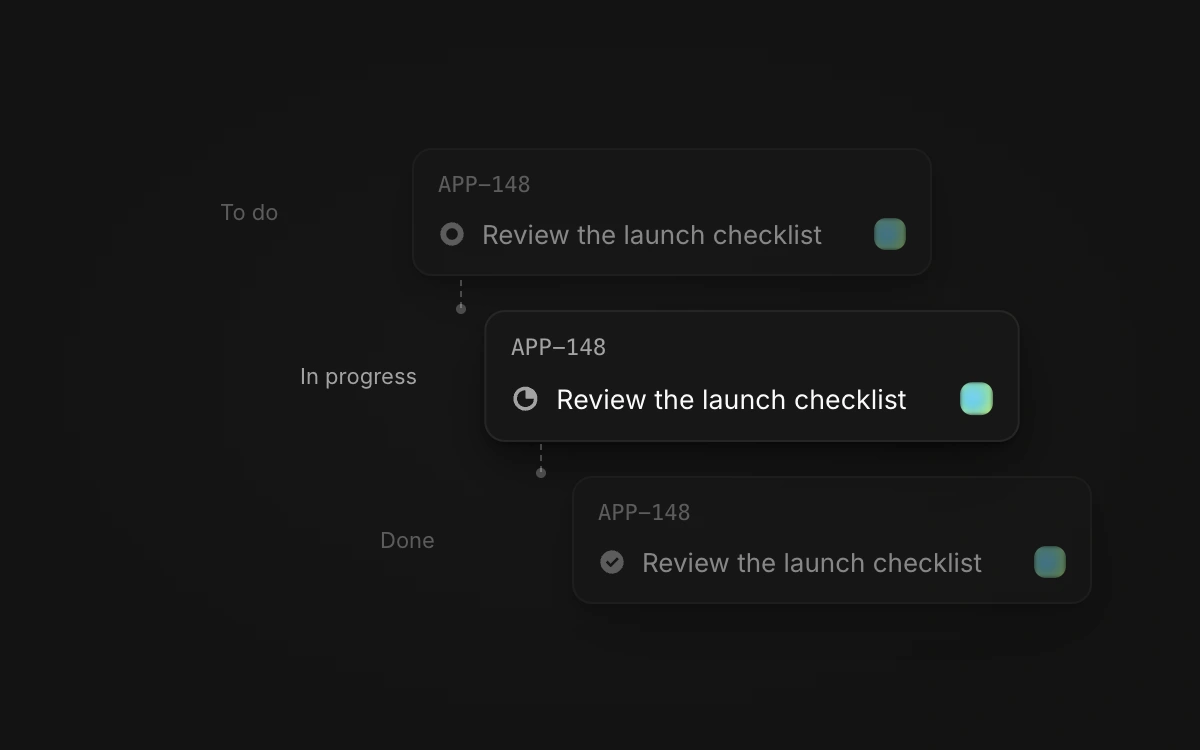 APP–148
To do
Review the launch checklist
APP–148
In progress
Review the launch checklist
APP–148
Done
Review the launch checklist